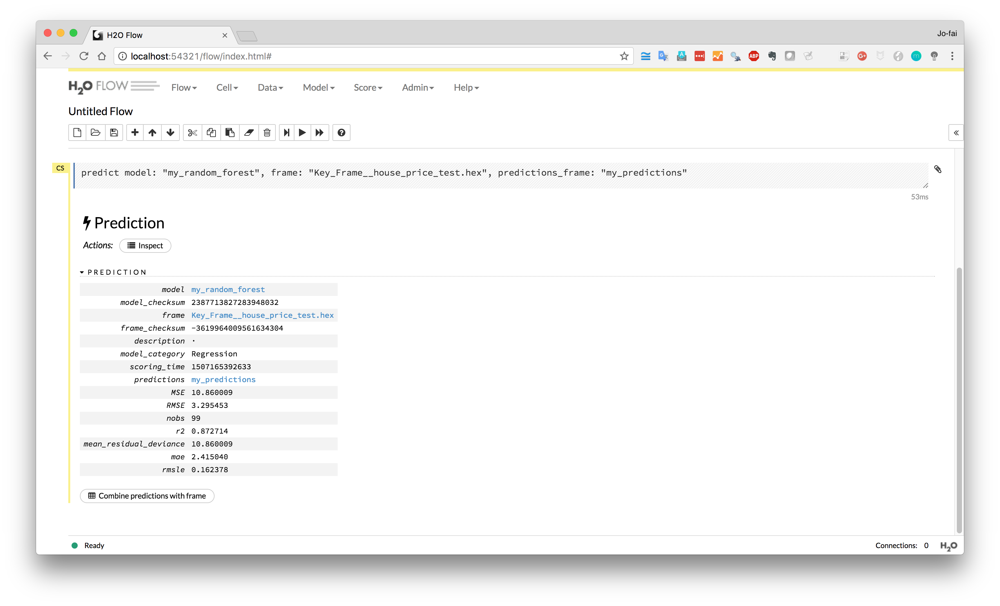 H2O Flow
Jo-fai
localhost:54321/flow/index.html#
H2O FLOW Flow Cell Data Model Score Admin Help
Untitled Flow
CS
predict model: "my_random_forest", frame: "Key_Frame__house_price_test.hex", predictions_frame: "my_predictions"
53ms
Prediction
Actions: Inspect
PREDICTION
model my_random_forest
model_checksum 2387713827283948032
frame Key_Frame__house_price_test.hex
frame_checksum -3619964009561634304
description ·
model_category Regression
scoring_time 1507165392633
predictions my_predictions
MSE 10.860009
RMSE 3.295453
nobs 99
r2 0.872714
mean_residual_deviance 10.860009
mae 2.415040
rmsle 0.162378
Combine predictions with frame
Ready
Connections: 0 H2O